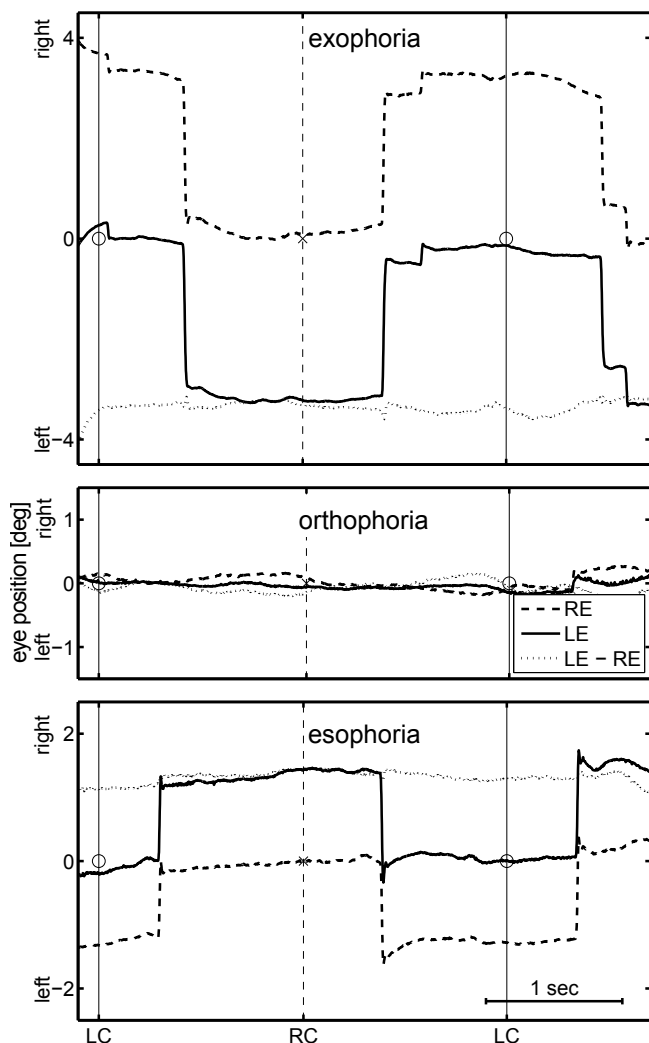 exophoria
right
4
0
−4
left
orthophoria
eye position [deg]
right
1
0
−1
left
RE
LE
LE − RE
esophoria
right
2
0
−2
left
1 sec
LC
RC
LC